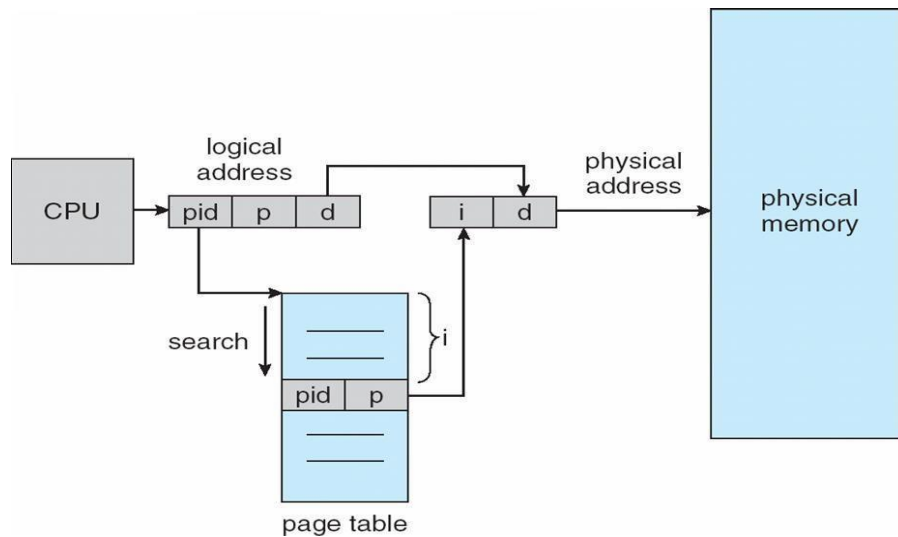 logical
address
physical
address
CPU
pid p d
i d
physical
memory
search
i
pid p
page table